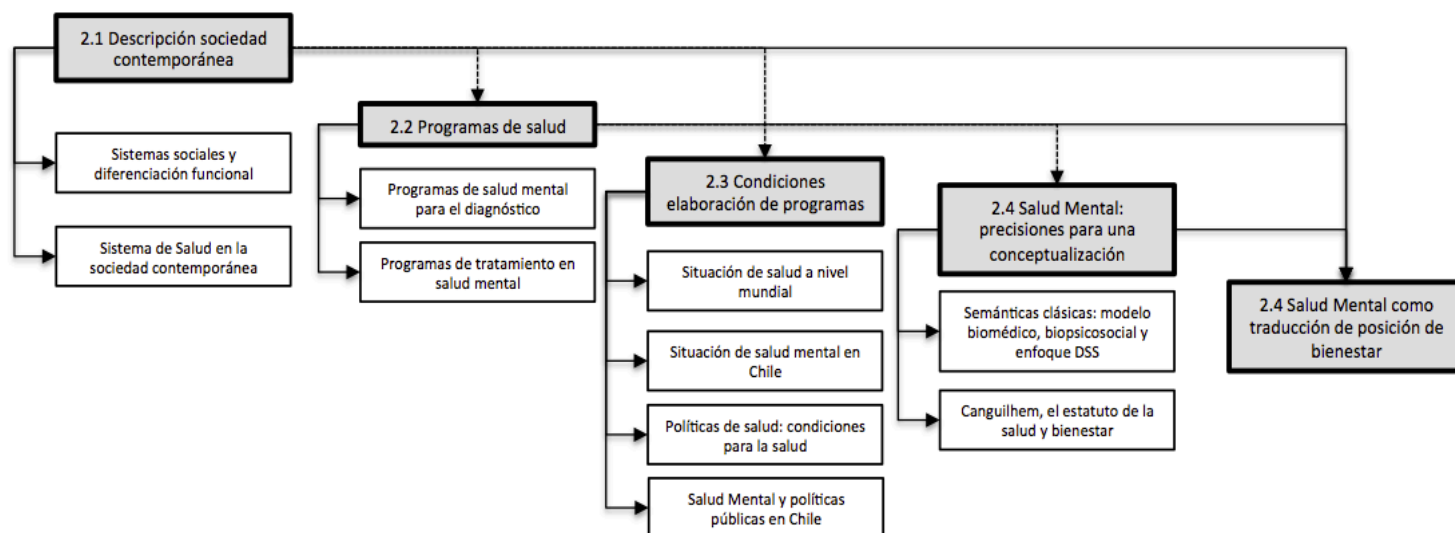 2.1 Descripción sociedad
contemporánea
Sistemas sociales y
diferenciación funcional
Sistema de Salud en la
sociedad contemporánea
2.2 Programas de salud
Programas de salud mental
para el diagnóstico
Programas de tratamiento en
salud mental
2.3 Condiciones
elaboración de programas
Situación de salud a nivel
mundial
Situación de salud mental en
Chile
Políticas de salud: condiciones
para la salud
Salud Mental y políticas
públicas en Chile
2.4 Salud Mental:
precisiones para una
conceptualización
Semánticas clásicas: modelo
biomédico, biopsicosocial y
enfoque DSS
Canguilhem, el estatuto de la
salud y bienestar
2.4 Salud Mental como
traducción de posición de
bienestar